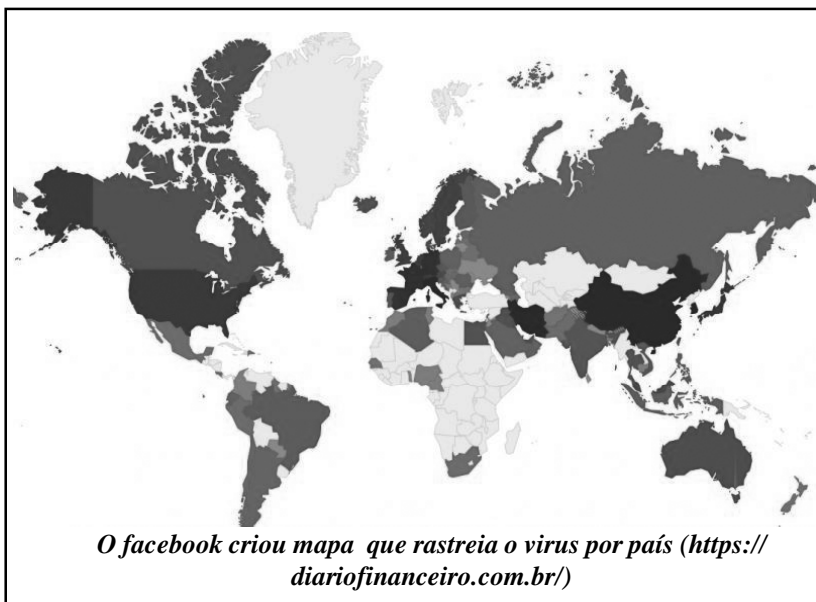 O facebook criou mapa que rastreia o virus por país (https://
diariofinanceiro.com.br/)